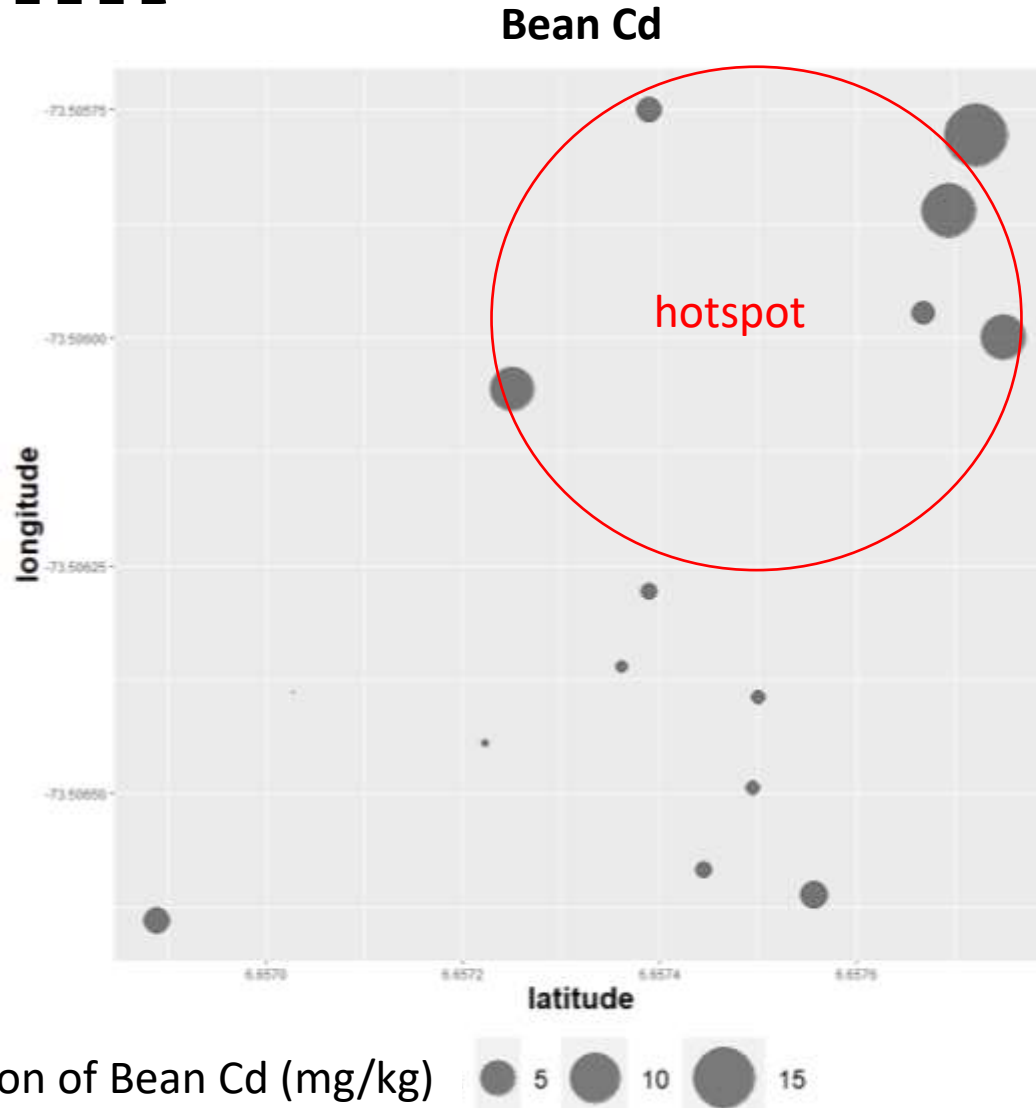 Bean Cd
-73.50575
hotspot
-73.50600
longitude
-73.50625
-73.50650
6.6570 6.6572 6.6574 6.6576
latitude
on of Bean Cd (mg/kg) 5 10 15